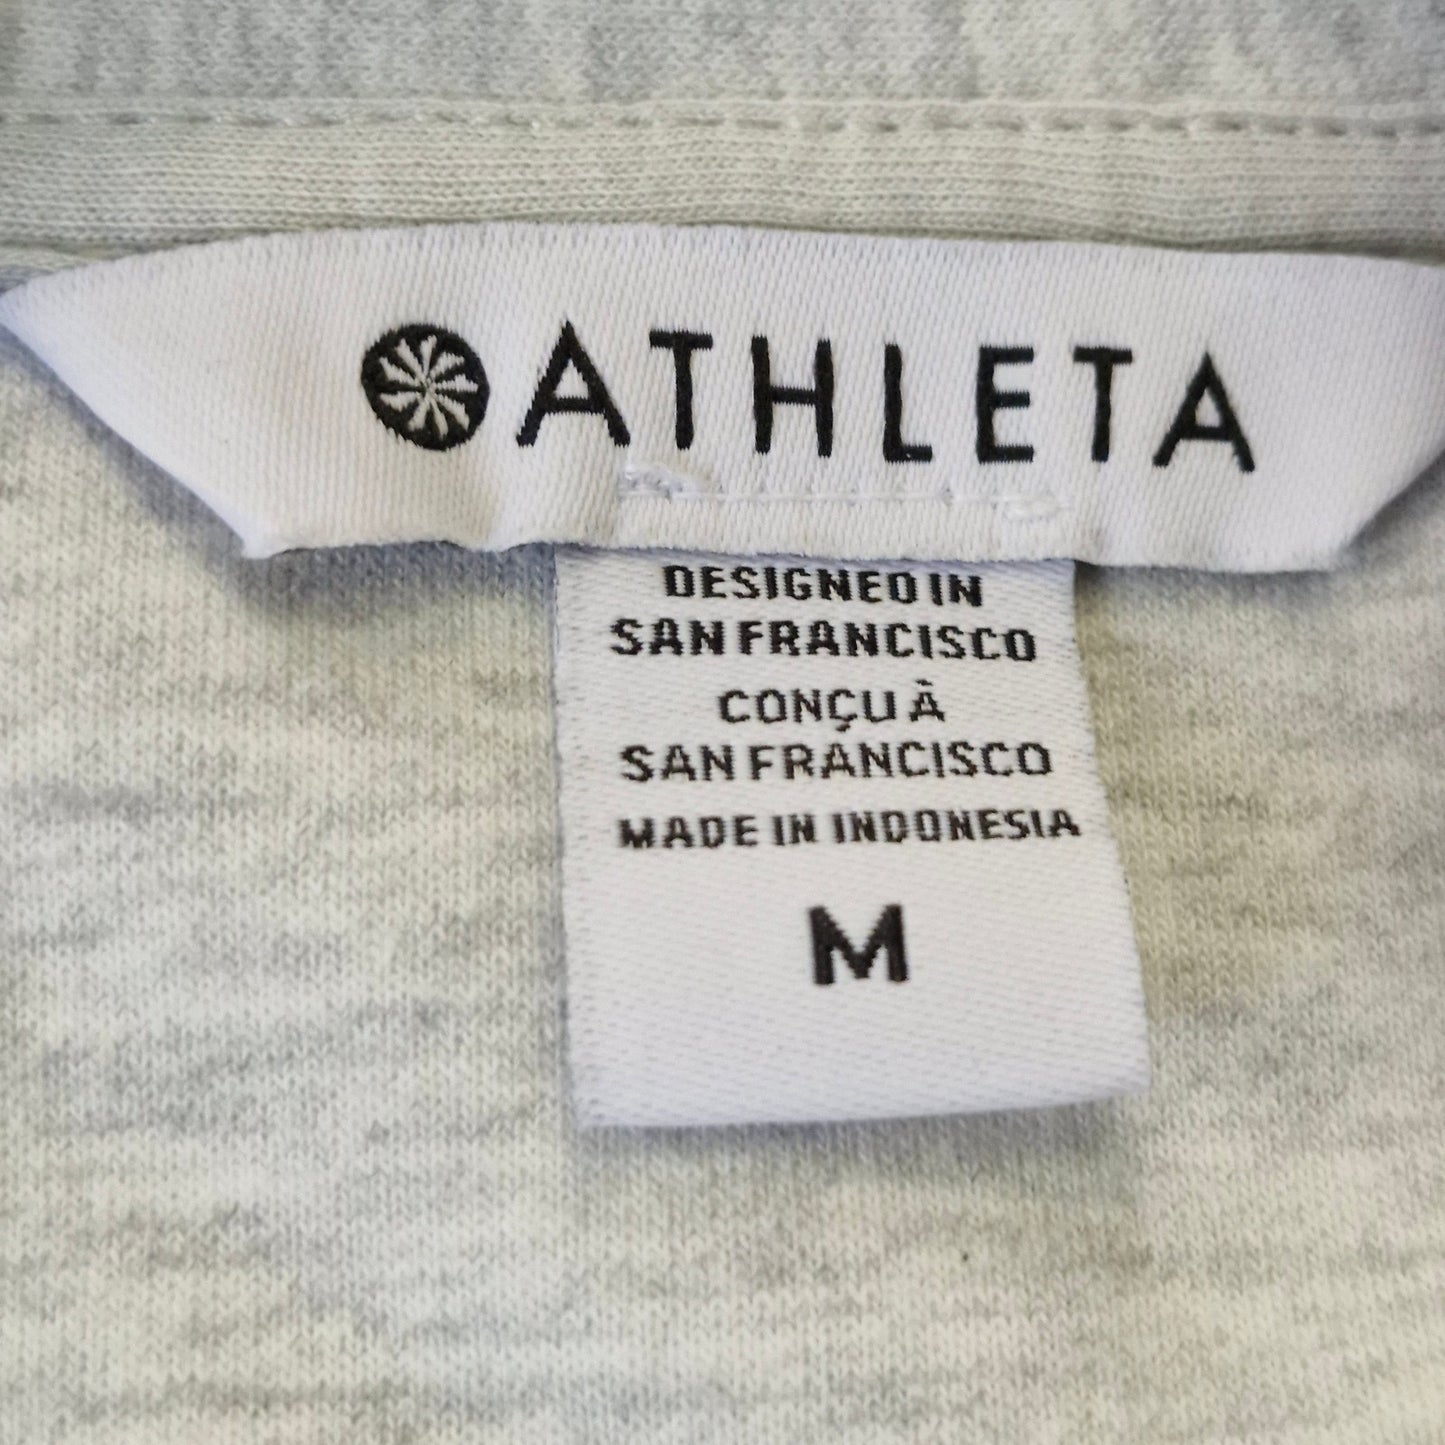 ATHLETA
DESIGNED IN
SAN FRANCISCO
CONÇU À
SAN FRANCISCO
MADE IN INDONESIA
M